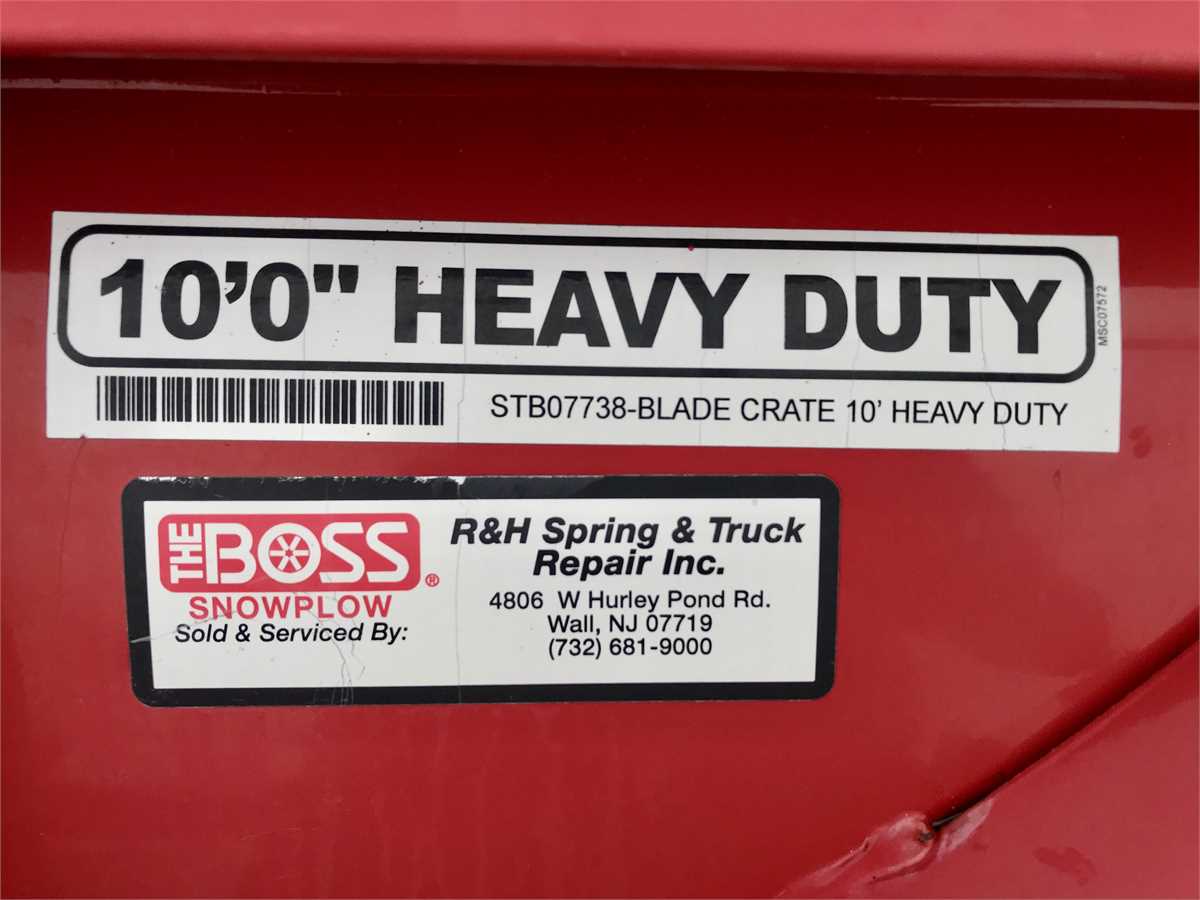 10'0" HEAVY DUTY
MSC07572
STB07738-BLADE CRATE 10' HEAVY DUTY
THE BOSS®
SNOWPLOW
Sold & Serviced By:
R&H Spring & Truck
Repair Inc.
4806 W Hurley Pond Rd.
Wall, NJ 07719
(732) 681-9000